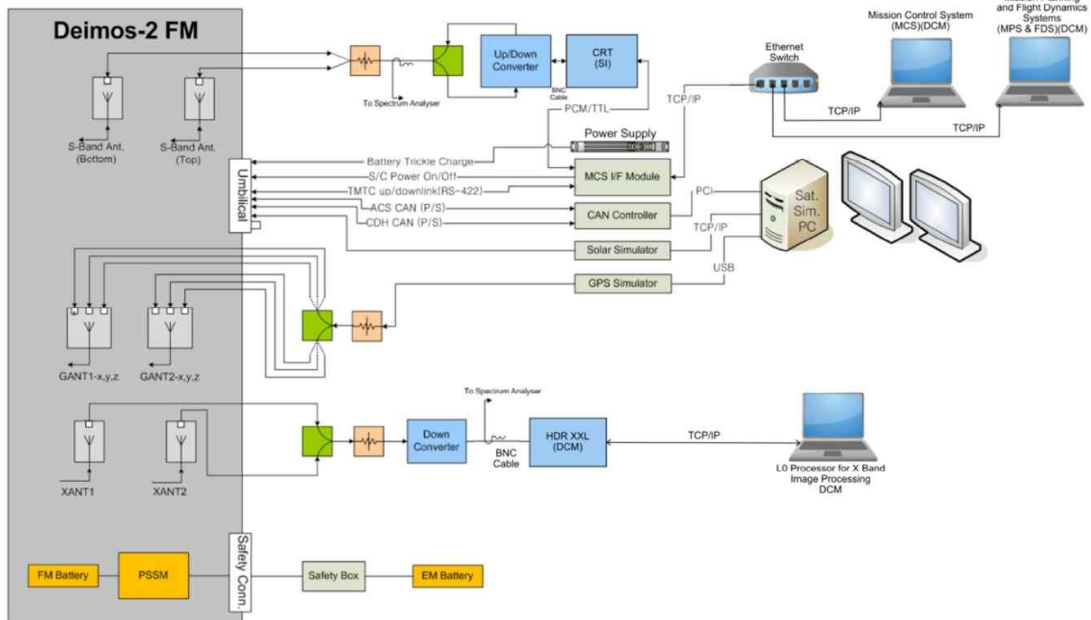 Mission Planning
and Flight Dynamics
Systems
(MPS & FDS)(DCM)
Mission Control System
(MCS)(DCM)
Deimos-2 FM
Ethernet
Switch
Up/Down
Converter
CRT
(SI)
BNC
Cable
To Spectrum Analyser
PCM/TTL
TCP/IP
TCP/IP
TCP/IP
S-Band Ant.
(Bottom)
S-Band Ant.
(Top)
Umbilical
Power Supply
Battery Trickle Charge
S/C Power On/Off
TMTC up/downlink(RS-422)
ACS CAN (P/S)
CDH CAN (P/S)
MCS I/F Module
CAN Controller
Solar Simulator
GPS Simulator
PCI
TCP/IP
USB
Sat.
Sim.
PC
GANT1-x,y,z
GANT2-x,y,z
To Spectrum Analyser
Down
Converter
BNC
Cable
HDR XXL
(DCM)
TCP/IP
L0 Processor for X Band
Image Processing
DCM
XANT1
XANT2
Safety Conn.
FM Battery
PSSM
Safety Box
EM Battery